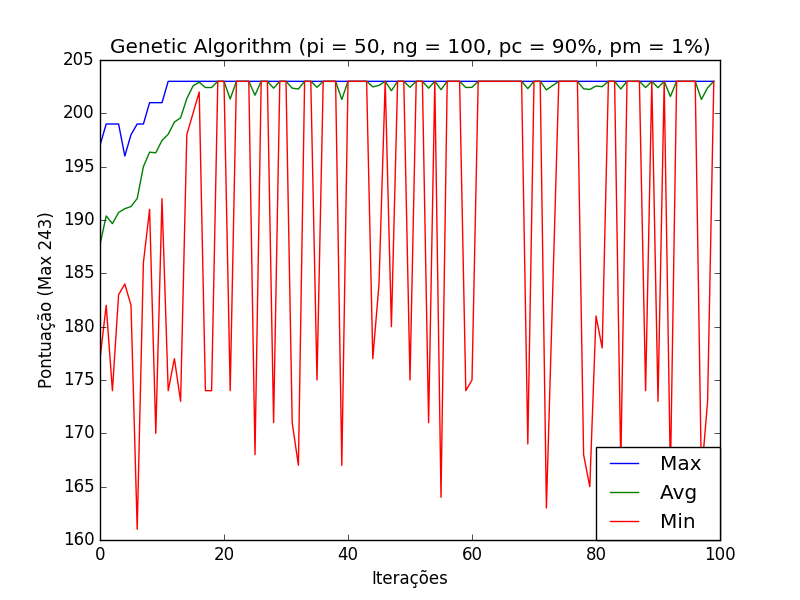 Genetic Algorithm (pi = 50, ng = 100, pc = 90%, pm = 1%)
205
200
195
190
185
180
175
170
165
160
Pontuação (Max 243)
Max
Avg
Min
0 20 40 60 80 100
Iterações